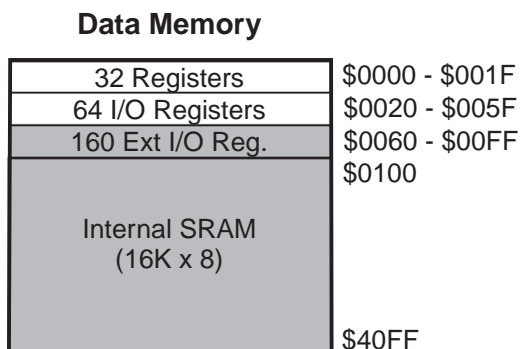 Data Memory
32 Registers $0000 - $001F
64 I/O Registers $0020 - $005F
160 Ext I/O Reg. $0060 - $00FF
$0100
Internal SRAM
(16K x 8)
$40FF